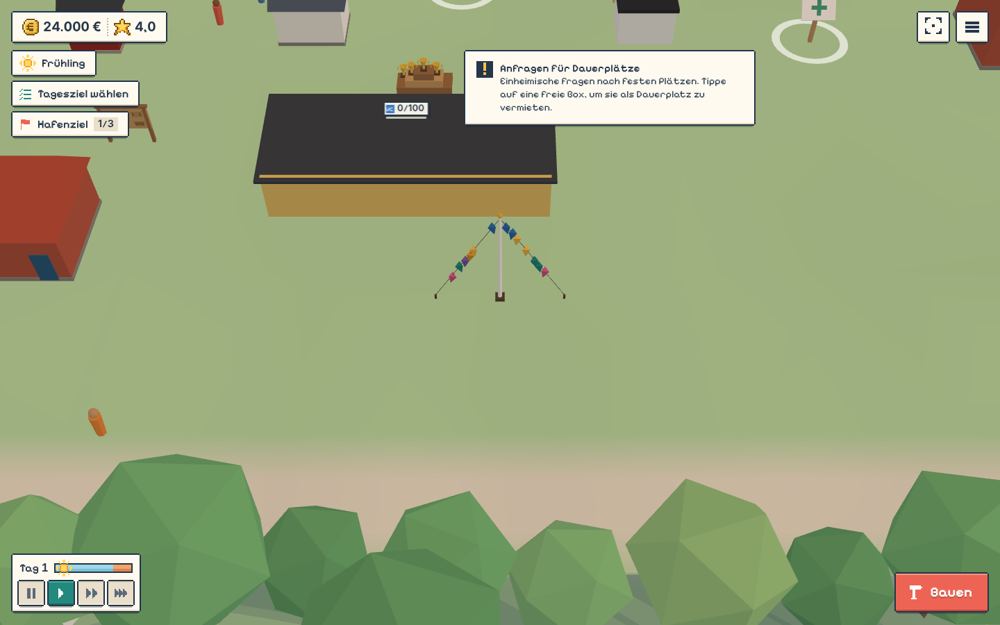 24.000 € 4,0
Frühling
Tagesziel wählen
Hafenziel 1/3
Anfragen für Dauerplätze
Einheimische fragen nach festen Plätzen. Tippe
auf eine freie Box, um sie als Dauerplatz zu
vermieten.
0/100
Tag 1
Bauen